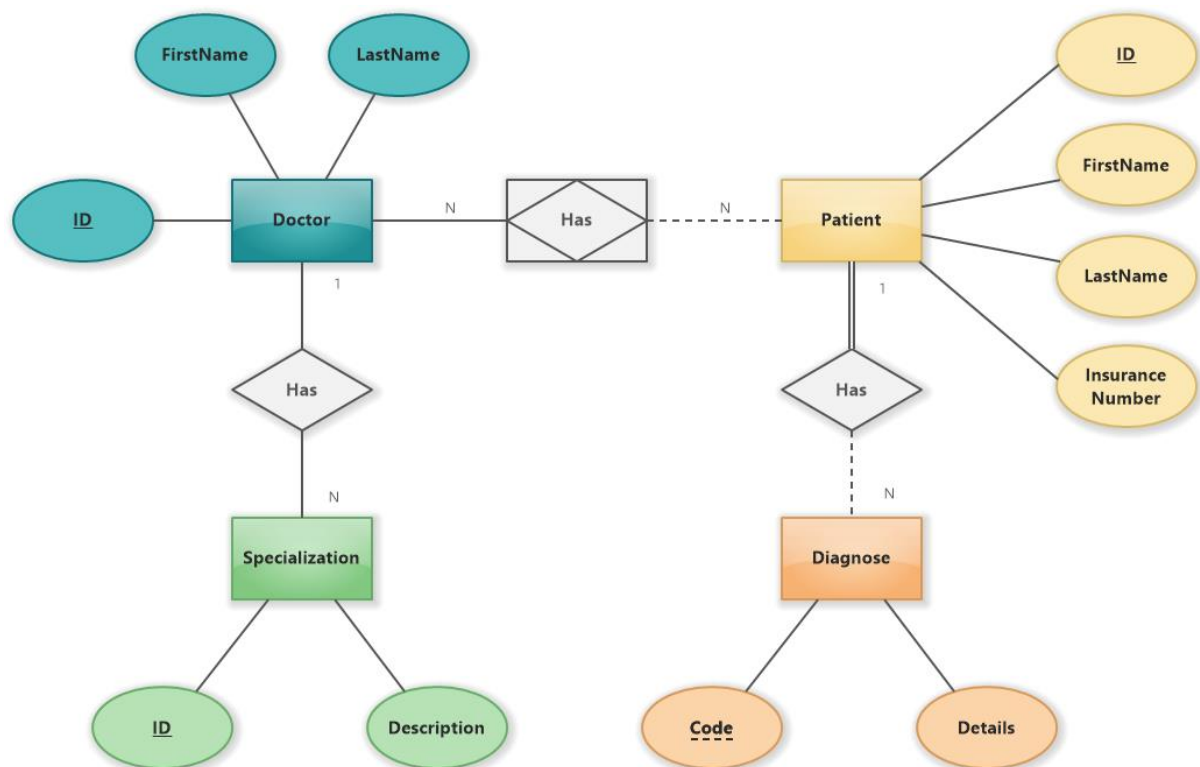 FirstName
LastName
ID
ID
Doctor
N
Has
N
Patient
FirstName
LastName
1
1
Has
Has
Insurance
Number
N
N
Specialization
Diagnose
ID
Description
Code
Details